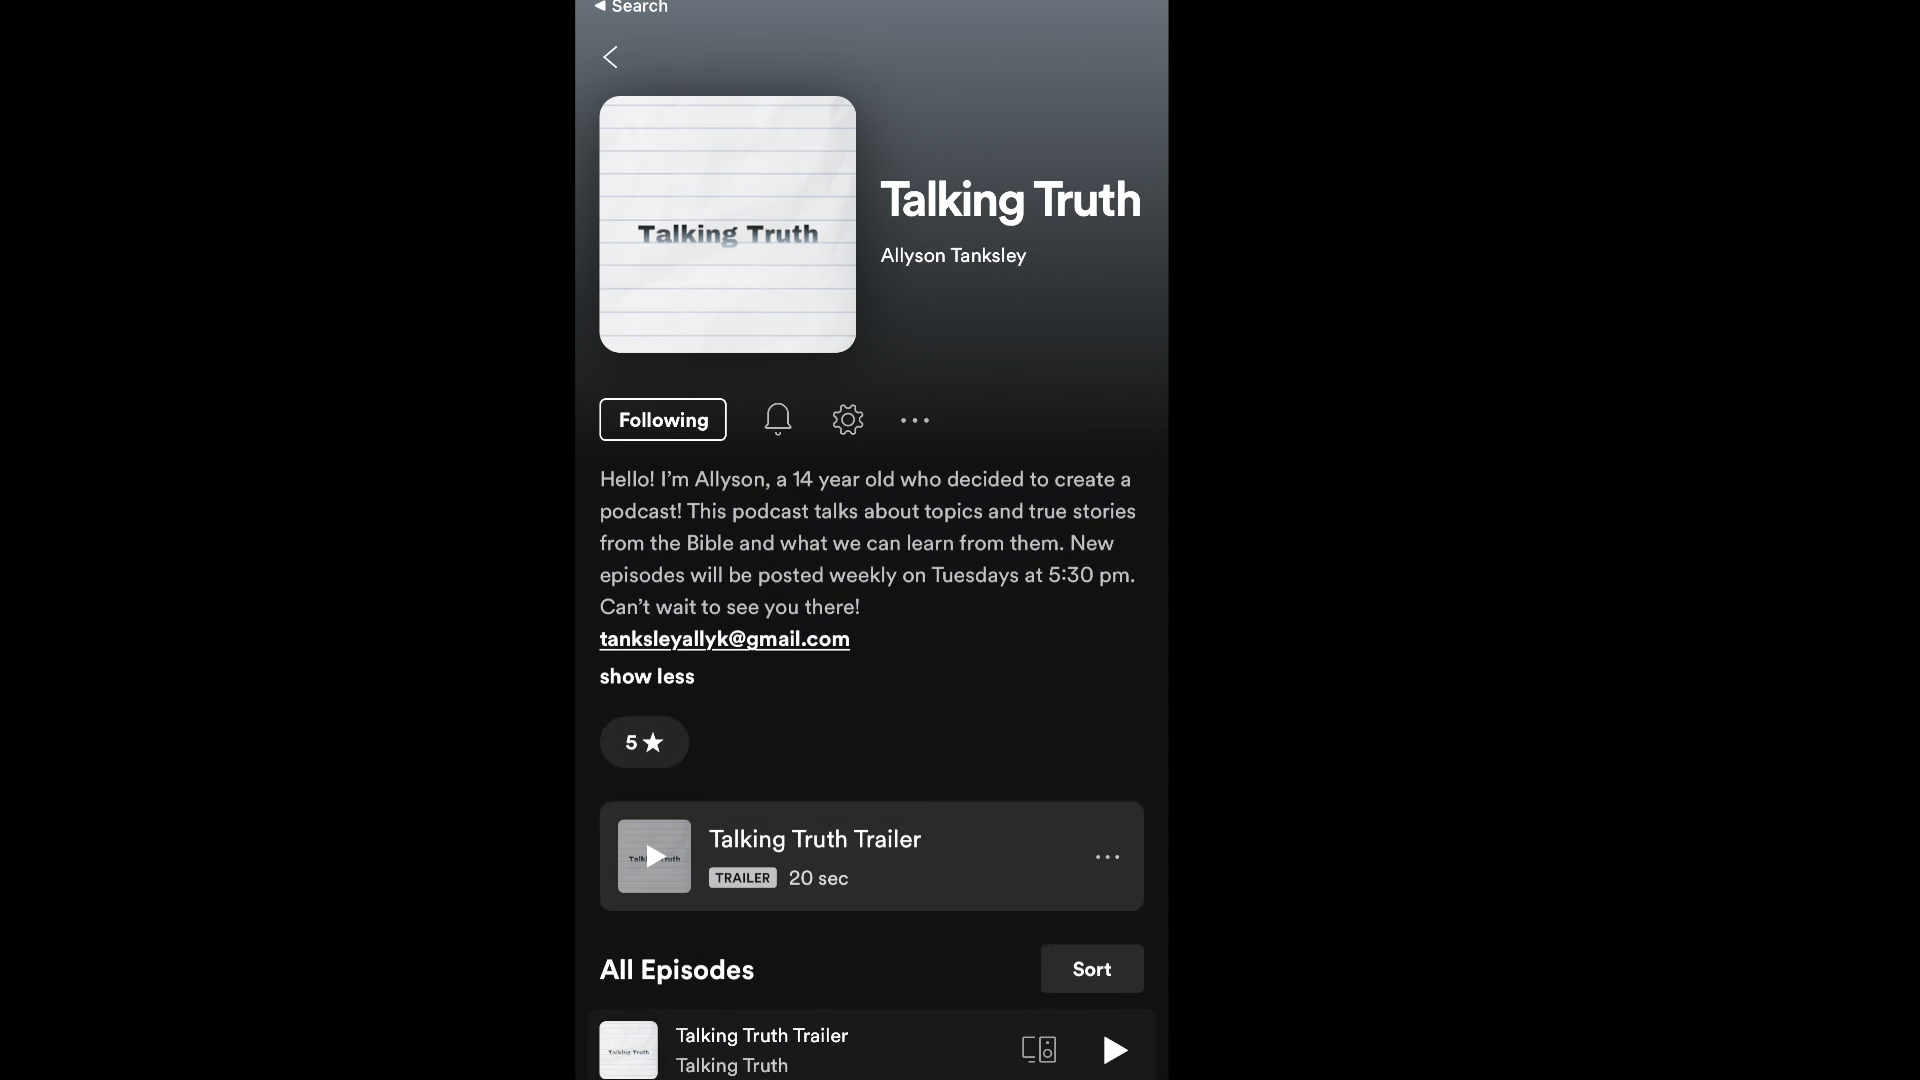 ◀ Search
Talking Truth
Talking Truth
Allyson Tanksley
Following
Hello! I’m Allyson, a 14 year old who decided to create a
podcast! This podcast talks about topics and true stories
from the Bible and what we can learn from them. New
episodes will be posted weekly on Tuesdays at 5:30 pm.
Can’t wait to see you there!
tanksleyallyk@gmail.com
show less
5 ★
Talking Truth Trailer
TRAILER 20 sec
All Episodes
Sort
Talking Truth
Talking Truth Trailer
Talking Truth